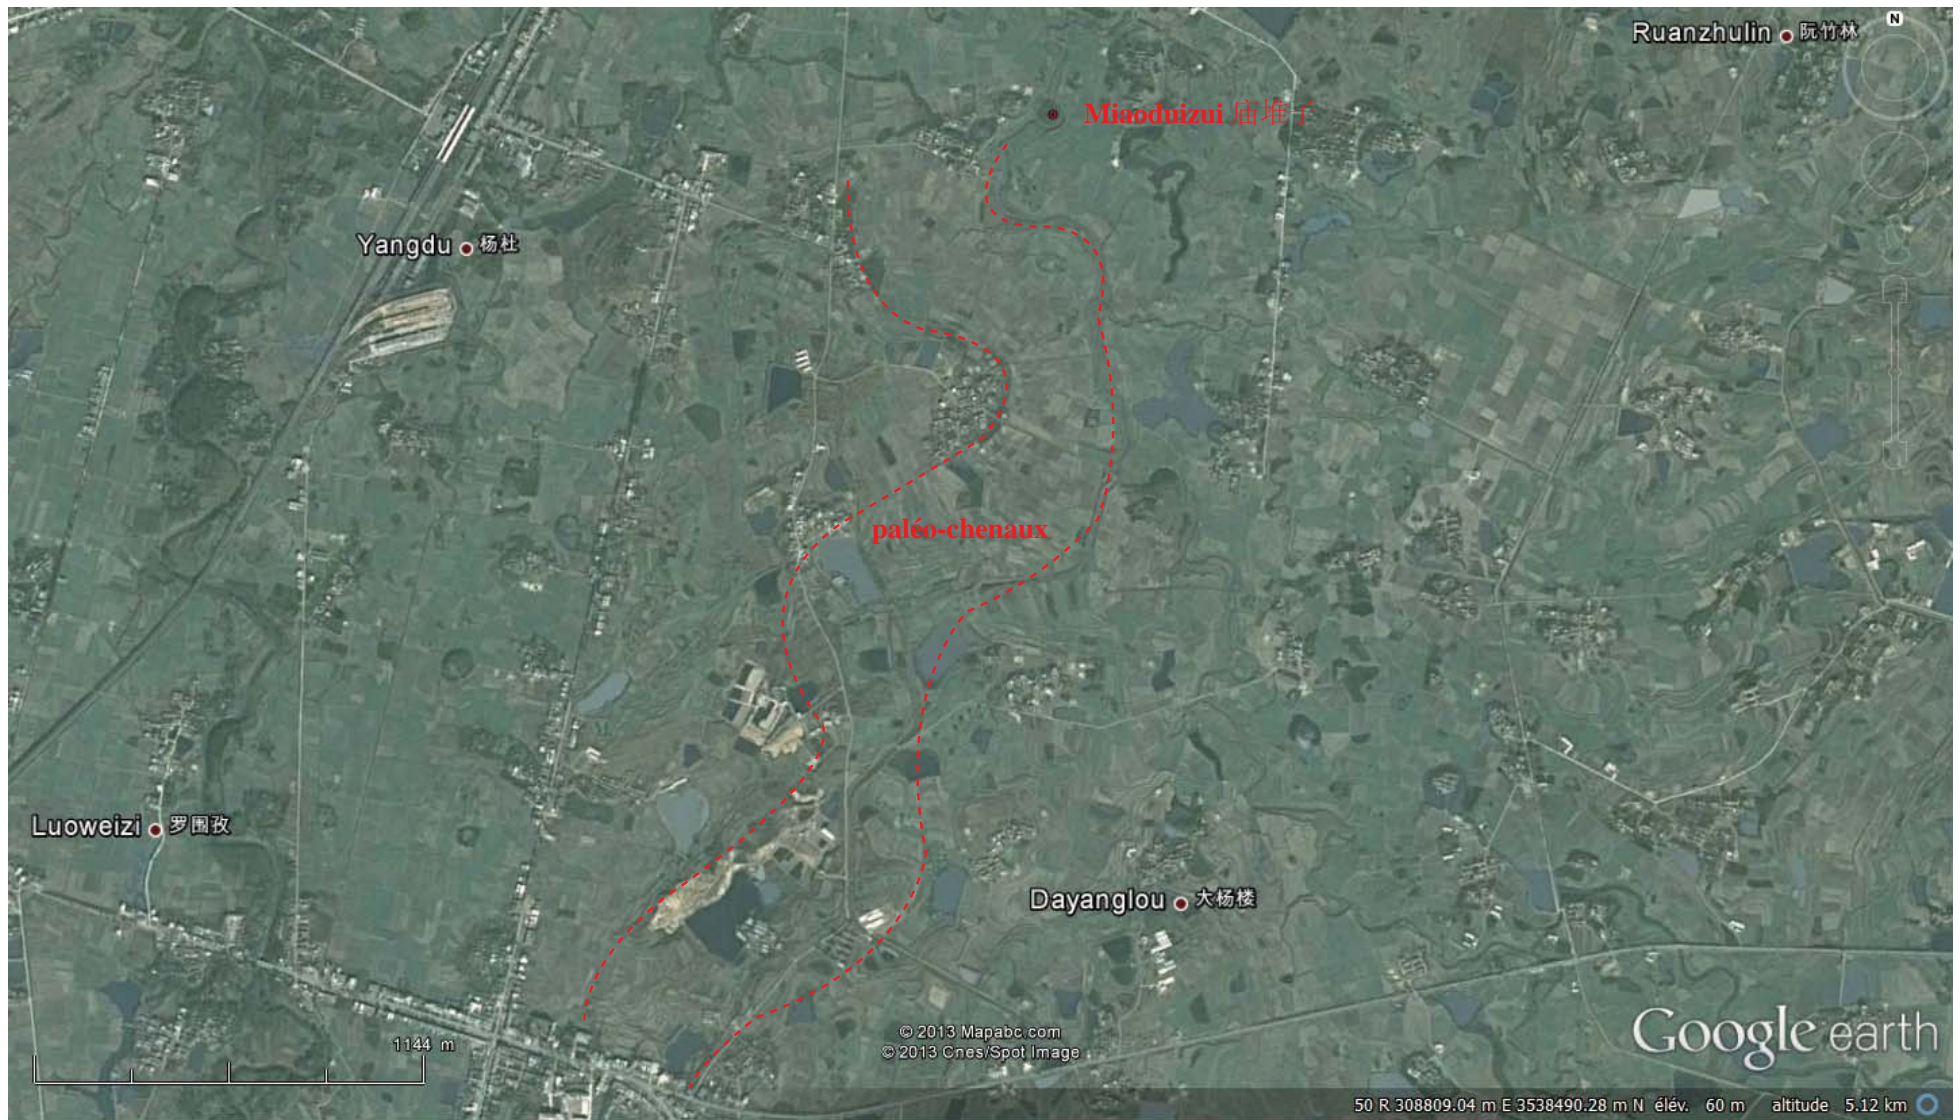 N
Ruanzhulin 阮竹林
Miaoduizui 庙堆子
Yangdu 杨杜
paléo-chenaux
Luoweizi 罗围孜
Dayanglou 大杨楼
1144 m
© 2013 Mapabc.com
© 2013 Cnes/Spot Image
Google earth
50 R 308809.04 m E 3538490.28 m N élév. 60 m altitude 5.12 km